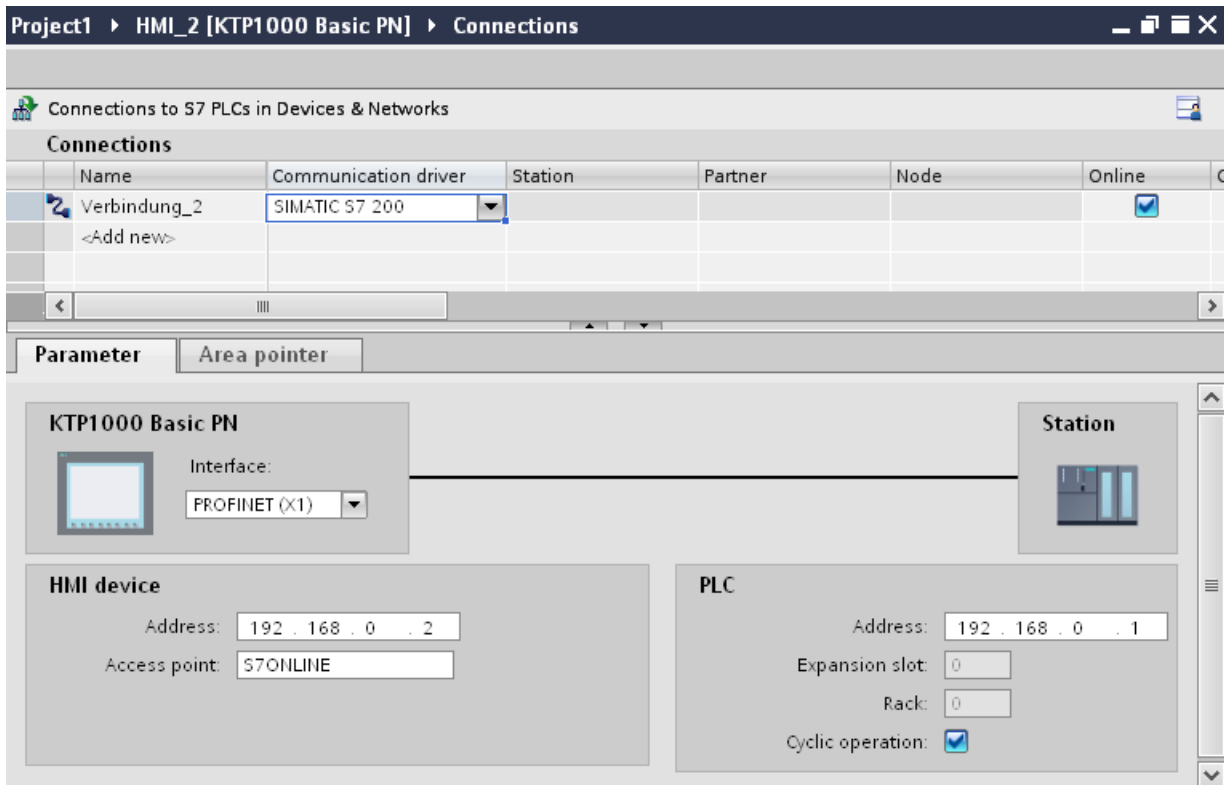 Project1 ▸ HMI_2 [KTP1000 Basic PN] ▸ Connections
Connections to S7 PLCs in Devices & Networks
Connections
Name Communication driver Station Partner Node Online
Verbindung_2 SIMATIC S7 200
<Add new>
Parameter Area pointer
KTP1000 Basic PN Station
Interface:
PROFINET (X1)
HMI device PLC
Address: 192 . 168 . 0 . 2 Address: 192 . 168 . 0 . 1
Access point: S7ONLINE Expansion slot: 0
Rack: 0
Cyclic operation: